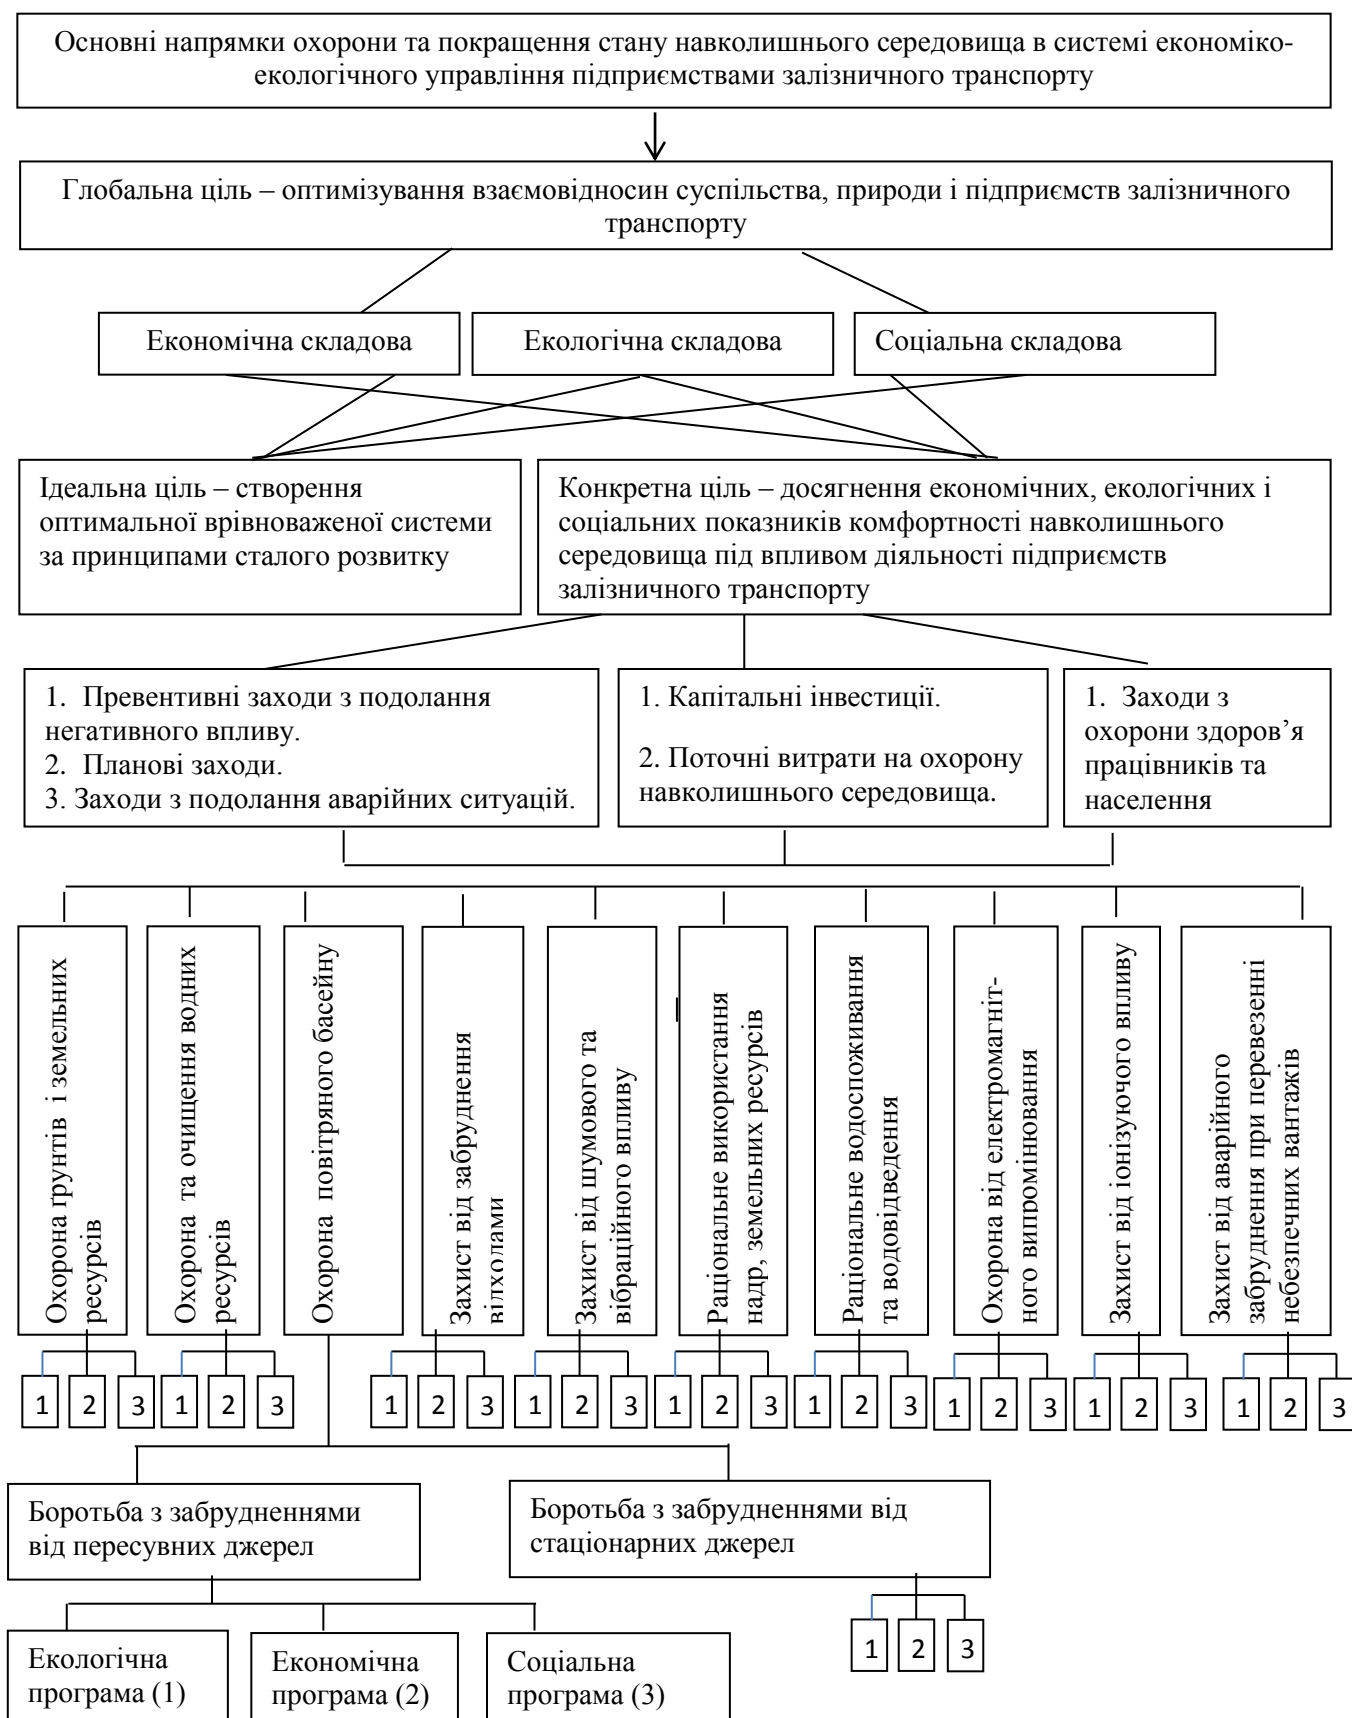 Основні напрямки охорони та покращення стану навколишнього середовища в системі економіко-
екологічного управління підприємствами залізничного транспорту
Глобальна ціль – оптимізування взаємовідносин суспільства, природи і підприємств залізничного
транспорту
Економічна складова
Екологічна складова
Соціальна складова
Ідеальна ціль – створення
оптимальної врівноваженої системи
за принципами сталого розвитку
Конкретна ціль – досягнення економічних, екологічних і
соціальних показників комфортності навколишнього
середовища під впливом діяльності підприємств
залізничного транспорту
1. Превентивні заходи з подолання
негативного впливу.
2. Планові заходи.
3. Заходи з подолання аварійних ситуацій.
1. Капітальні інвестиції.
2. Поточні витрати на охорону
навколишнього середовища.
1. Заходи з
охорони здоров’я
працівників та
населення
Охорона ґрунтів і земельних
ресурсів
Охорона та очищення водних
ресурсів
Охорона повітряного басейну
Захист від забруднення
відходами
Захист від шумового та
вібраційного впливу
Раціональне використання
надр, земельних ресурсів
Раціональне водоспоживання
та водовідведення
Охорона від електромагніт-
ного випромінювання
Захист від іонізуючого впливу
Захист від аварійного
забруднення при перевезенні
небезпечних вантажів
1 2 3
1 2 3
1 2 3
1 2 3
1 2 3
1 2 3
1 2 3
1 2 3
1 2 3
Боротьба з забрудненнями
від пересувних джерел
Боротьба з забрудненнями від
стаціонарних джерел
1 2 3
Екологічна
програма (1)
Економічна
програма (2)
Соціальна
програма (3)